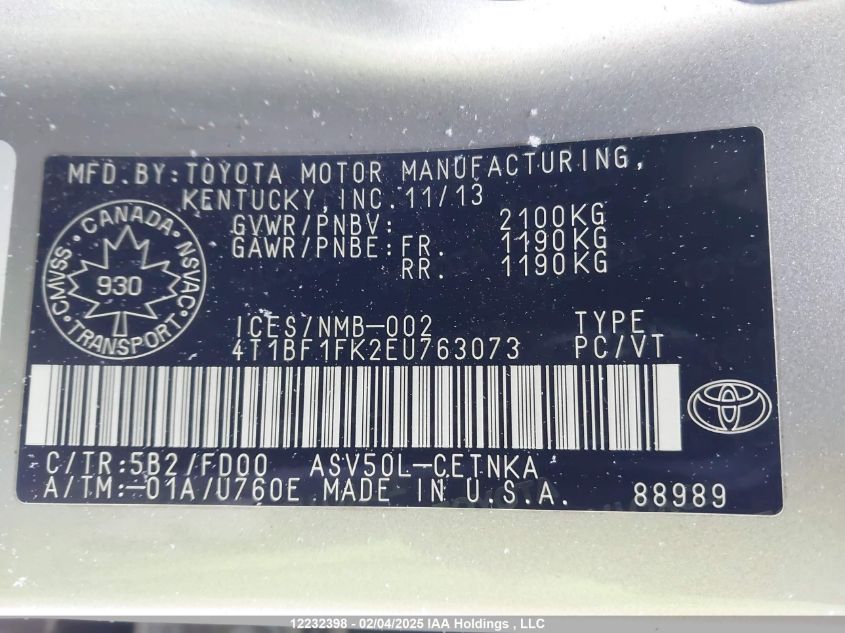 MFD. BY: TOYOTA MOTOR MANUFACTURING,
KENTUCKY, INC. 11/13
GVWR/PNBV: 2100KG
GAWR/PNBE: FR. 1190KG
RR. 1190KG
CANADA
CMVSS 930 NSVAC
TRANSPORT
ICES/NMB-002 TYPE
4T1BF1FK2EU763073 PC/VT
C/TR: 5B2/FD00 ASV50L-CETNKA
A/TM: -01A/U760E MADE IN U.S.A. 88989
12232398 - 02/04/2025 IAA Holdings , LLC